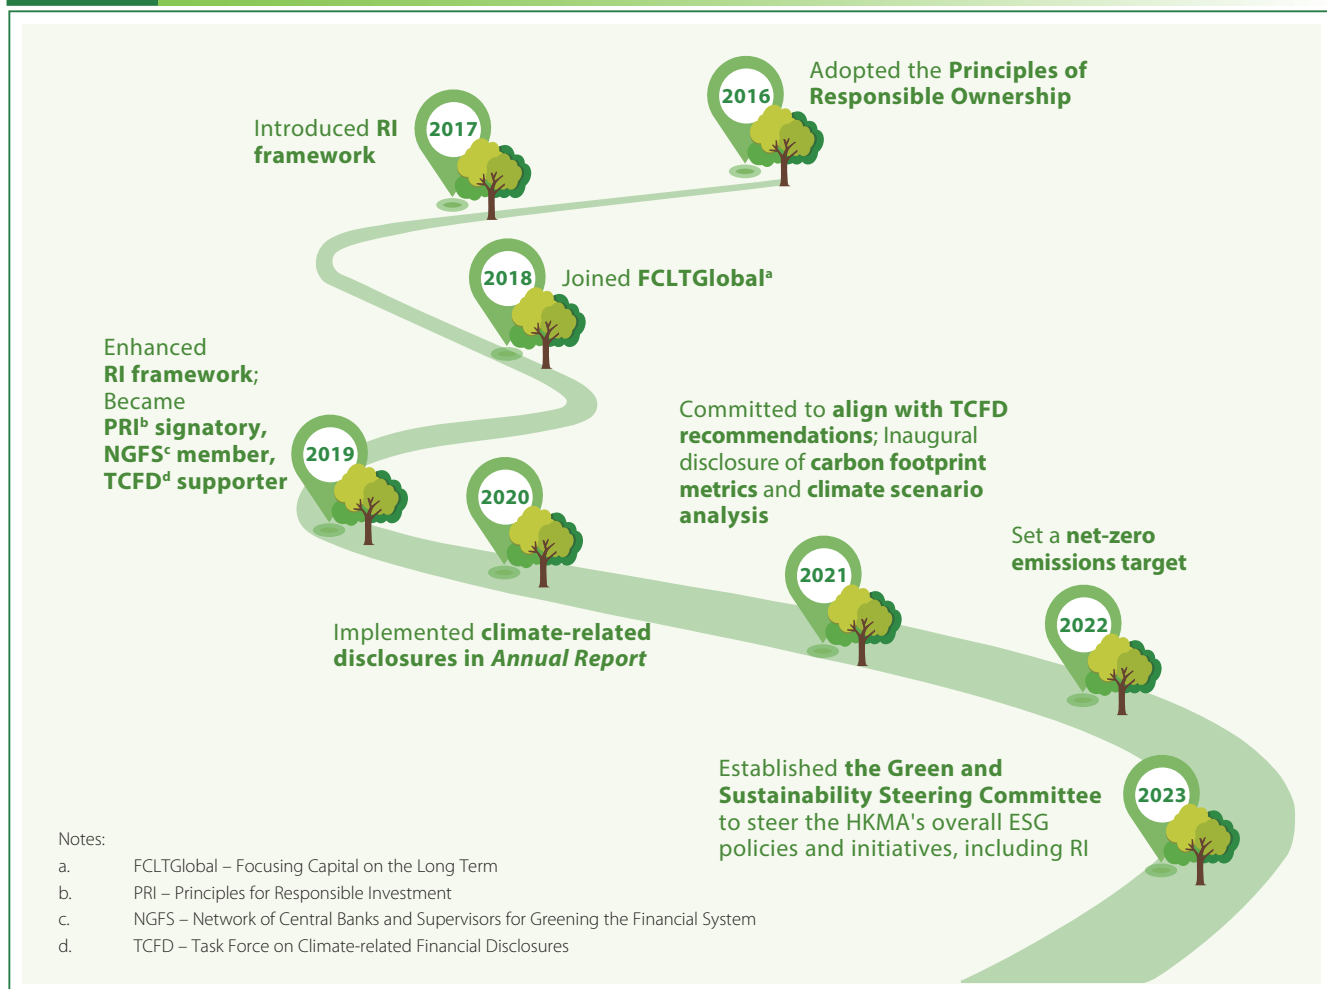 2016
Adopted the Principles of
Responsible Ownership
2017
Introduced RI
framework
2018
Joined FCLTGlobalᵃ
Enhanced
RI framework;
Became
PRIᵇ signatory,
NGFSᶜ member,
TCFDᵈ supporter
2019
2020
Implemented climate-related
disclosures in Annual Report
Committed to align with TCFD
recommendations; Inaugural
disclosure of carbon footprint
metrics and climate scenario
analysis
2021
Set a net-zero
emissions target
2022
Established the Green and
Sustainability Steering Committee
to steer the HKMA's overall ESG
policies and initiatives, including RI
2023
Notes:
a. FCLTGlobal – Focusing Capital on the Long Term
b. PRI – Principles for Responsible Investment
c. NGFS – Network of Central Banks and Supervisors for Greening the Financial System
d. TCFD – Task Force on Climate-related Financial Disclosures